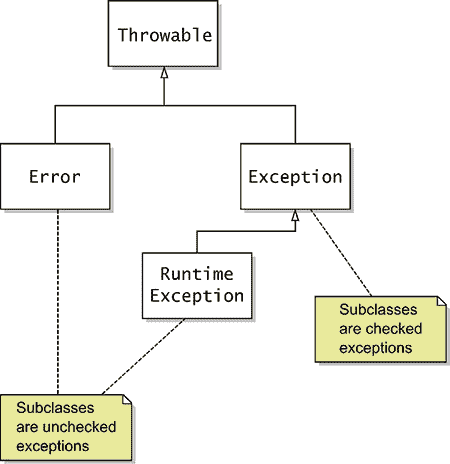 Throwable
Error
Exception
Runtime
Exception
Subclasses
are checked
exceptions
Subclasses
are unchecked
exceptions